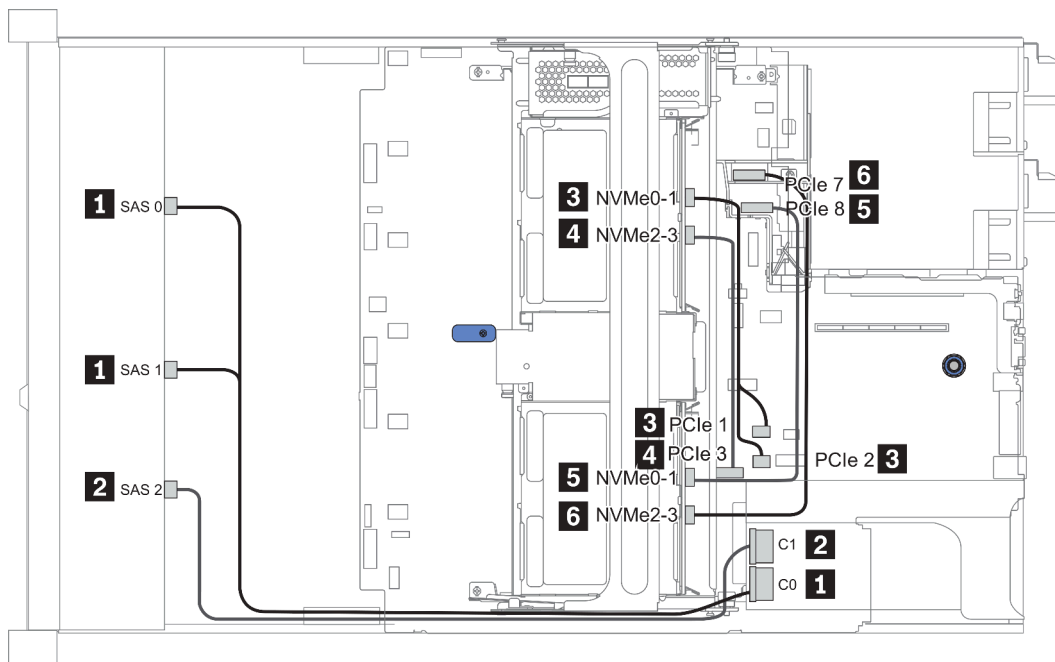 PCIe 7 6
3 NVMe0-1
1 SAS 0
PCIe 8 5
4 NVMe2-3
1 SAS 1
3 PCIe 1
4 PCIe 3
PCIe 2 3
5 NVMe0-1
2 SAS 2
6 NVMe2-3
C1 2
C0 1